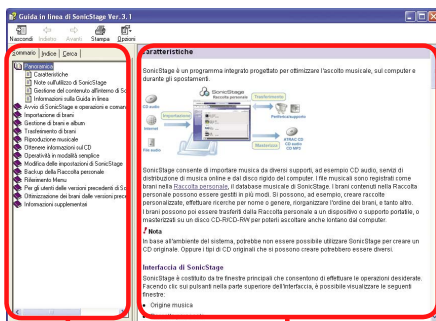 Guida in linea di SonicStage Ver. 3.1
Nascondi Indietro Avanti Stampa Opzioni
Sommario Indice Cerca
Panoramica
Caratteristiche
Note sull'utilizzo di SonicStage
Gestione del contenuto all'interno di Sc
Informazioni sulla Guida in linea
Avvio di SonicStage e operazioni e coman
Importazione di brani
Gestione di brani e album
Trasferimento di brani
Riproduzione musicale
Ottenere informazioni sul CD
Operatività in modalità semplice
Modifica delle impostazioni di SonicStage
Backup della Raccolta personale
Riferimento Menu
Per gli utenti delle versioni precedenti di Sc
Ottimizzazione dei brani dalle versioni prece
Informazioni supplementari
Caratteristiche
SonicStage è un programma integrato progettato per ottimizzare l'ascolto musicale, sul computer e
durante gli spostamenti.
CD audio
Internet
File audio
Importazione
SonicStage
Raccolta personale
Trasferimento
Periferica/supporto
Masterizza
ATRAC CD
CD audio
CD MP3
SonicStage consente di importare musica da diversi supporti, ad esempio CD audio, servizi di
distribuzione di musica online e dal disco rigido del computer. I file musicali sono registrati come
brani nella Raccolta personale, il database musicale di SonicStage. I brani contenuti nella Raccolta
personale possono essere gestiti in più modi. Si possono, ad esempio, creare raccolte
personalizzate, effettuare ricerche per nome o genere, riorganizzare l'ordine dei brani, e tanto altro.
I brani possono poi essere trasferiti dalla Raccolta personale a un dispositivo o supporto portatile, o
masterizzati su un disco CD-R/CD-RW per poterli ascoltare anche lontano dal computer.
Nota
In base all'ambiente del sistema, potrebbe non essere possibile utilizzare SonicStage per creare un
CD originale. Oppure i tipi di CD originali che si possono creare potrebbero essere diversi.
Interfaccia di SonicStage
SonicStage è costituito da tre finestre principali che consentono di effettuare le operazioni desiderate.
Facendo clic sui pulsanti nella parte superiore dell'interfaccia, è possibile visualizzare le seguenti
finestre:
• Origine musica